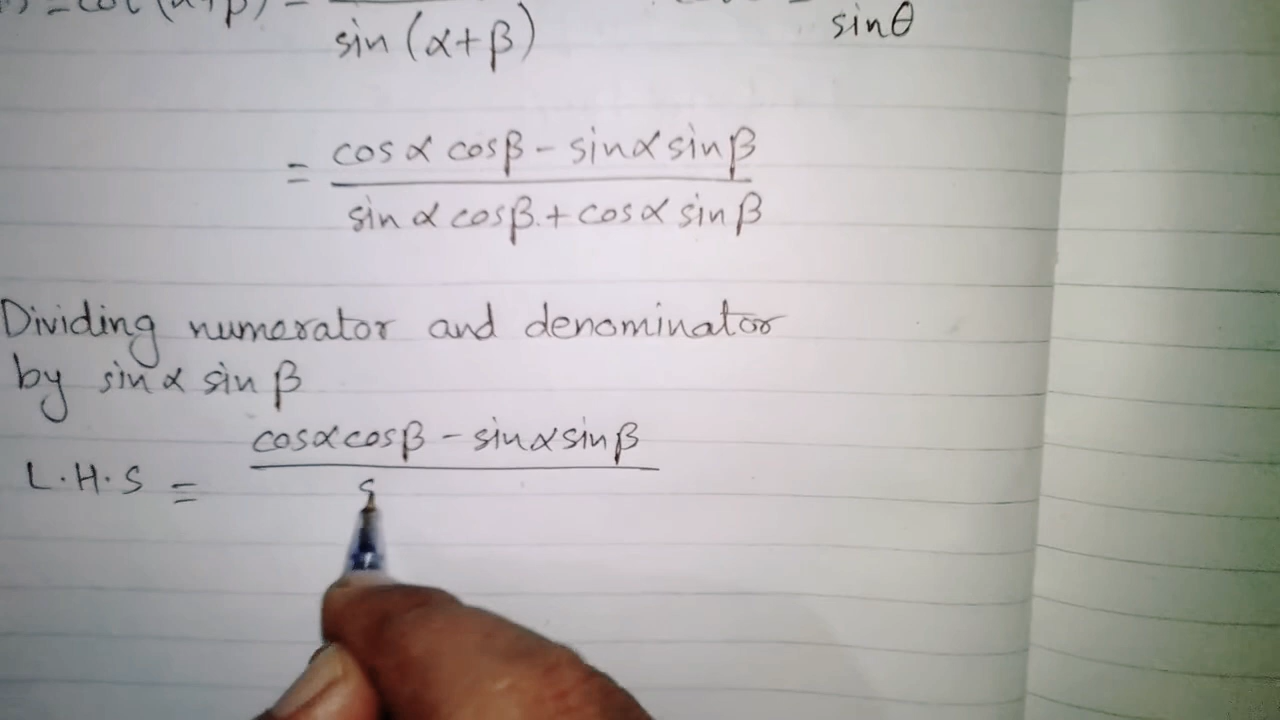 = cot (α+β) =
sin (α+β)
sinθ
= cosα cosβ - sinα sinβ
sinα cosβ + cosα sinβ
Dividing numerator and denominator
by sinα sinβ
cosα cosβ - sinα sinβ
L.H.S =
s